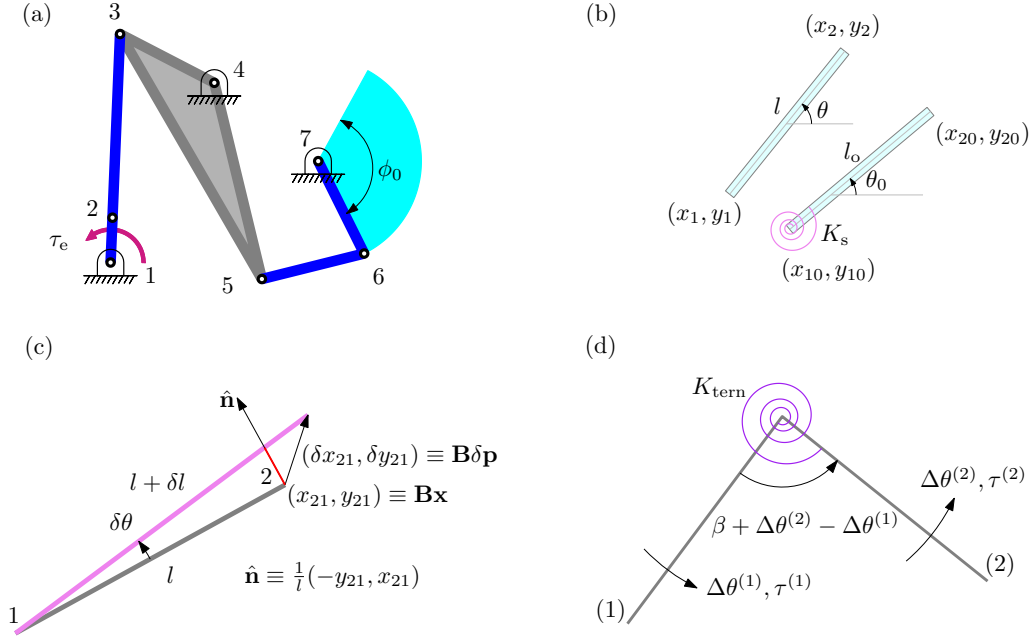 (a)
3
4
7
ϕ₀
2
τₑ
1
5
6
(b)
(x₂, y₂)
l
θ
(x₂₀, y₂₀)
lₒ
θ₀
(x₁, y₁)
Kₛ
(x₁₀, y₁₀)
(c)
n̂
(δx₂₁, δy₂₁) ≡ Bδp
l + δl
2
(x₂₁, y₂₁) ≡ Bx
δθ
l
n̂ ≡ 1/l(−y₂₁, x₂₁)
1
(d)
K_tern
Δθ⁽²⁾, τ⁽²⁾
β + Δθ⁽²⁾ − Δθ⁽¹⁾
(2)
Δθ⁽¹⁾, τ⁽¹⁾
(1)